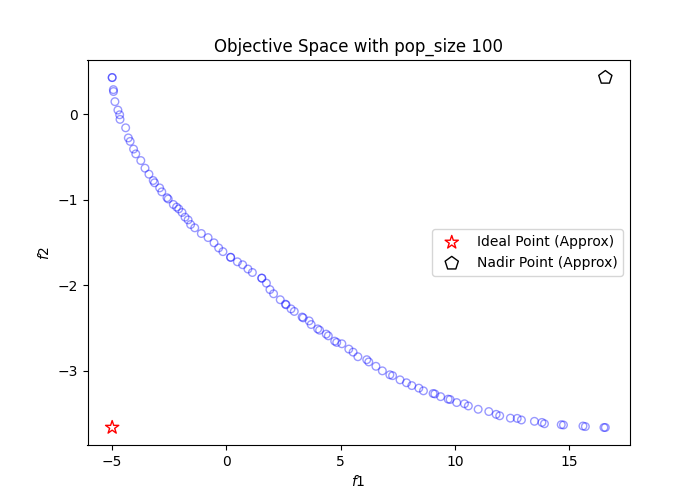 Objective Space with pop_size 100
f2
0
−1
−2
−3
Ideal Point (Approx)
Nadir Point (Approx)
−5
0
5
10
15
f1